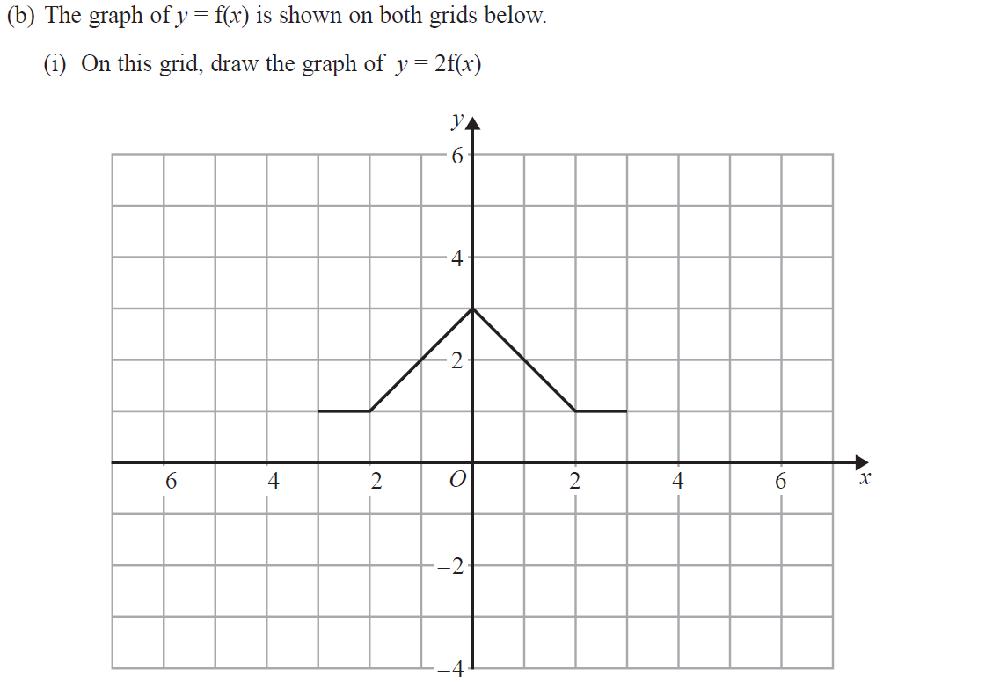 (b) The graph of y = f(x) is shown on both grids below.
(i) On this grid, draw the graph of y = 2f(x)
y
6
4
2
−6 −4 −2 O 2 4 6 x
−2
−4